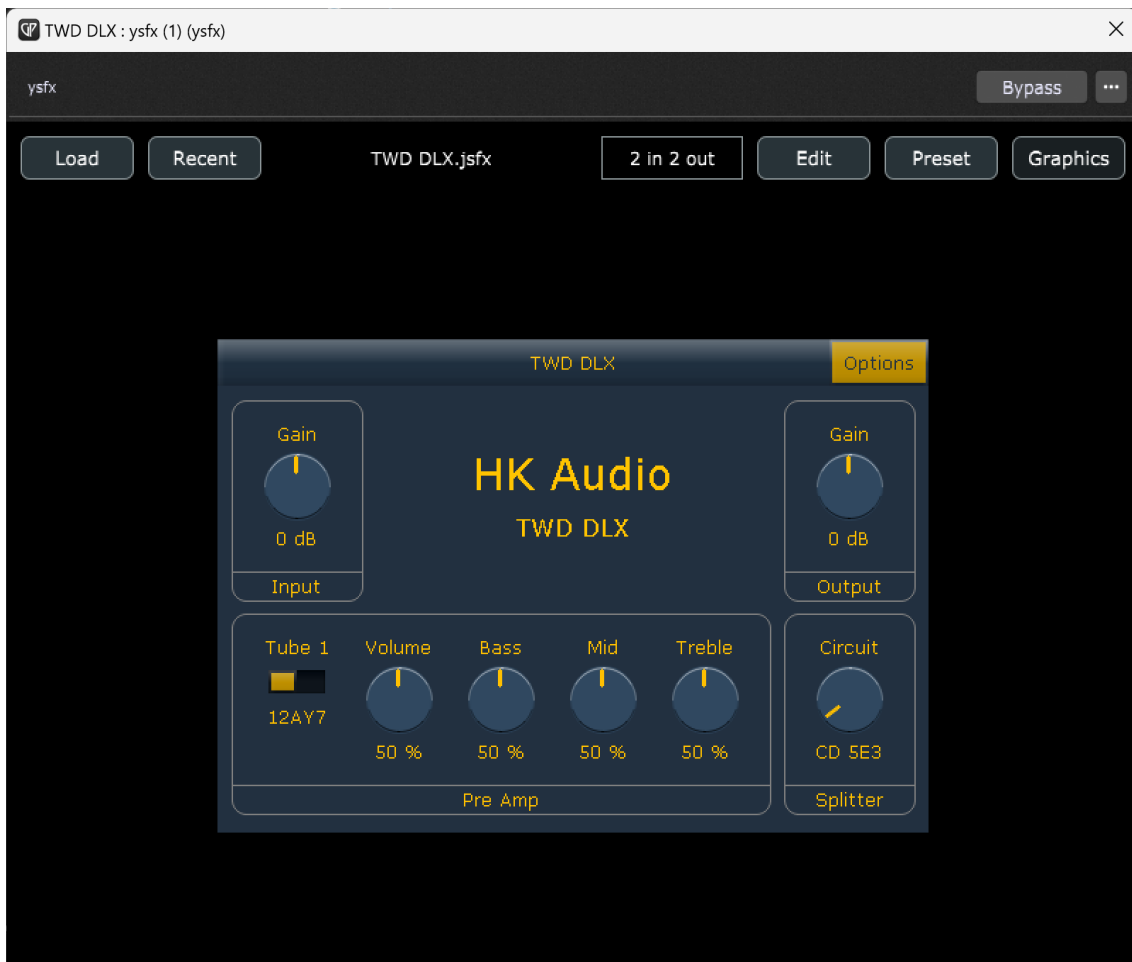 TWD DLX : ysfx (1) (ysfx)
ysfx
Bypass
Load Recent TWD DLX.jsfx 2 in 2 out Edit Preset Graphics
TWD DLX
Options
Gain
0 dB
Input
HK Audio
TWD DLX
Gain
0 dB
Output
Tube 1 Volume Bass Mid Treble
12AY7
50 % 50 % 50 % 50 %
Pre Amp
Circuit
CD 5E3
Splitter